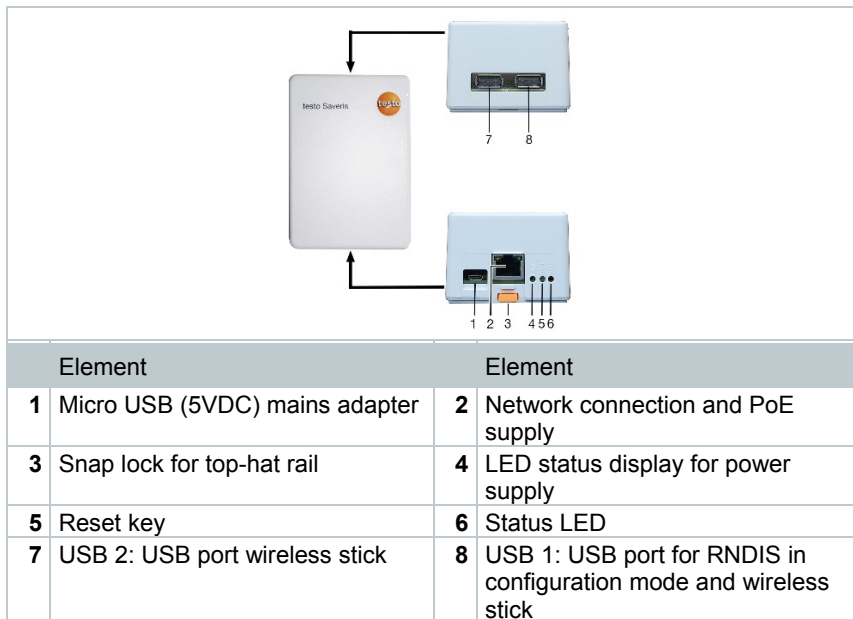 testo Saveris
testo
7 8
1 2 3 4 5 6
Element Element
1 Micro USB (5VDC) mains adapter 2 Network connection and PoE
supply
3 Snap lock for top-hat rail 4 LED status display for power
supply
5 Reset key 6 Status LED
7 USB 2: USB port wireless stick 8 USB 1: USB port for RNDIS in
configuration mode and wireless
stick